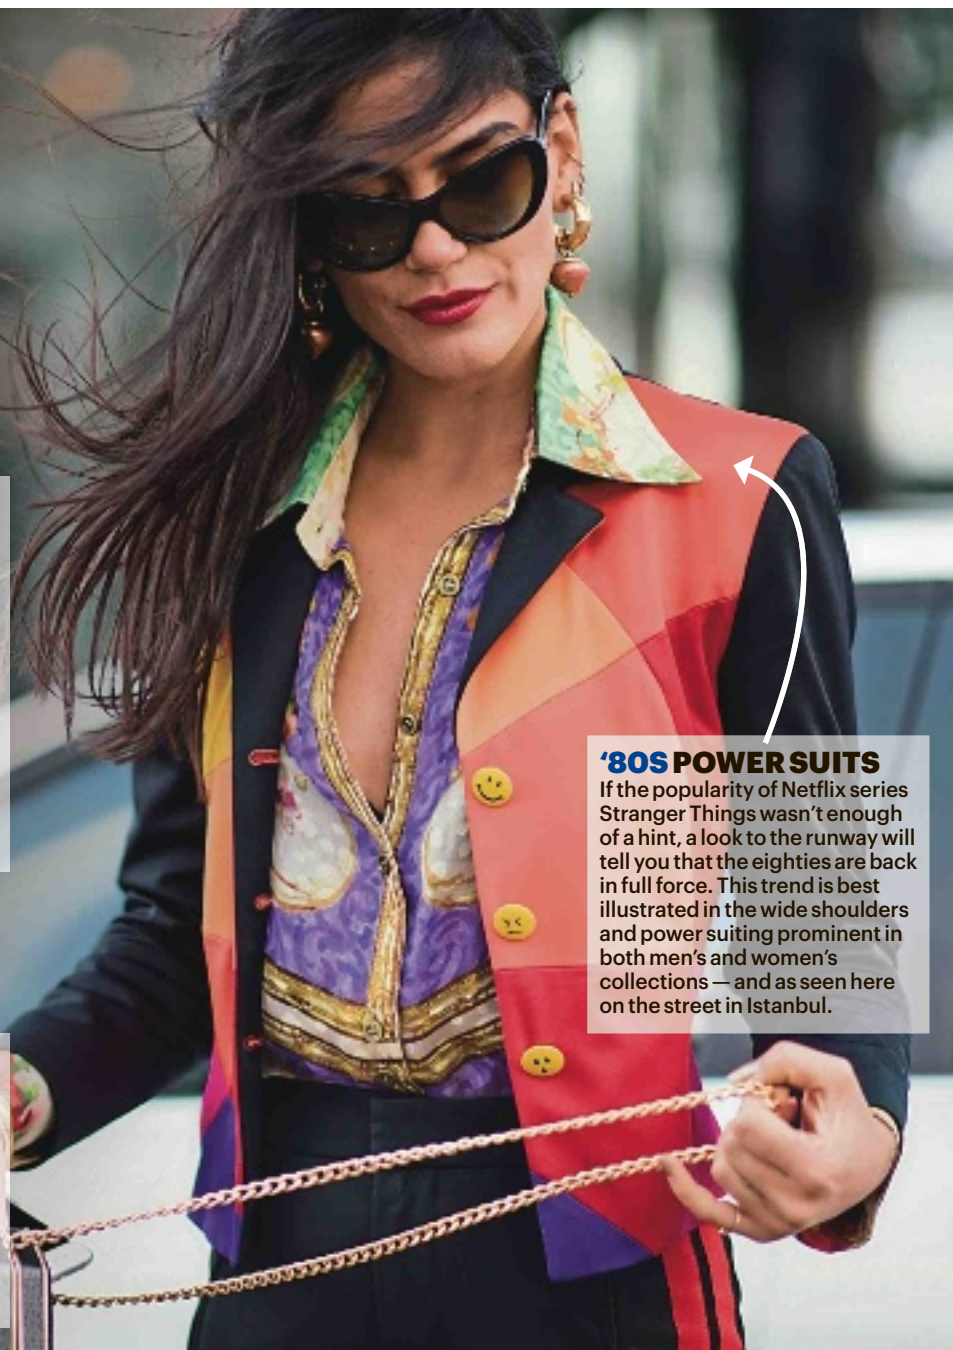 ‘80S POWER SUITS
If the popularity of Netflix series
Stranger Things wasn’t enough
of a hint, a look to the runway will
tell you that the eighties are back
in full force. This trend is best
illustrated in the wide shoulders
and power suiting prominent in
both men’s and women’s
collections — and as seen here
on the street in Istanbul.